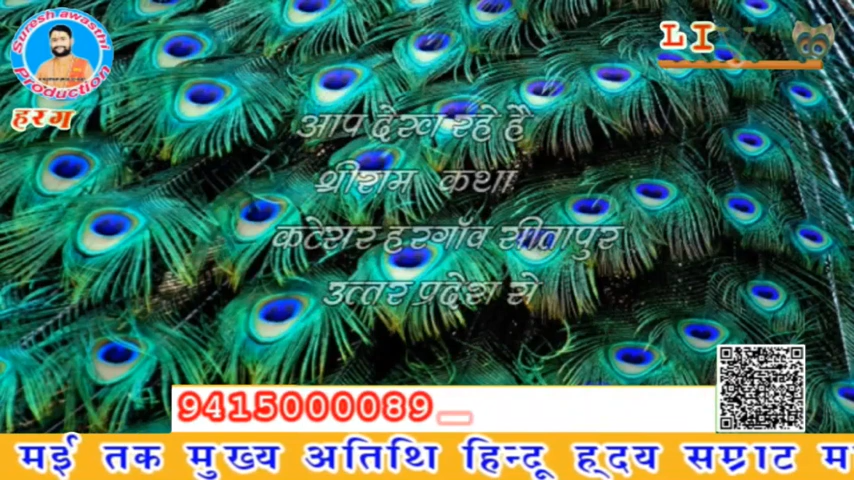 Suresh awasthi
Production
हरग
LI
आप देख रहे है
श्रीराम कथा
कटेसर हरगॉव सीतापुर
उत्तर प्रदेश से
9415000089_
मई तक मुख्य अतिथि हिन्दू हृदय सम्राट